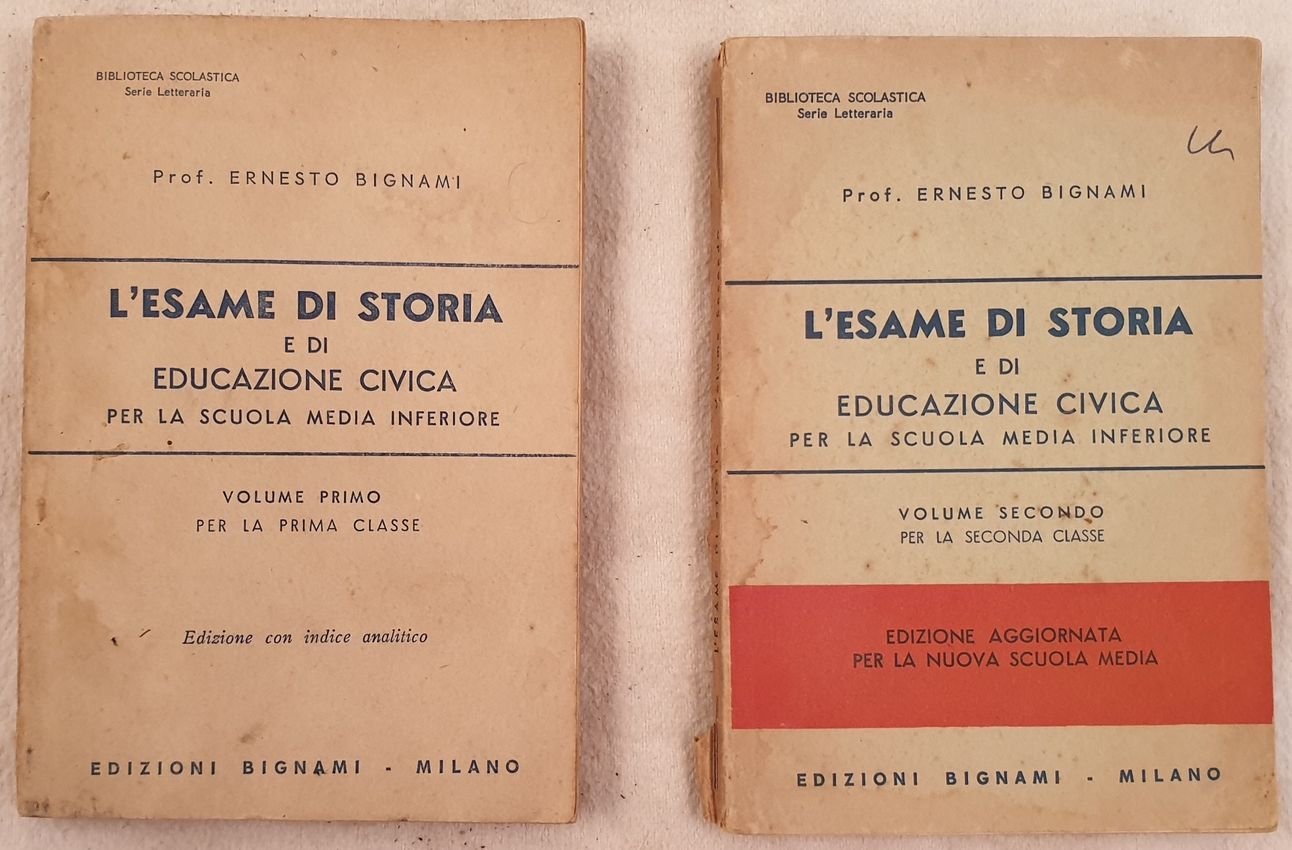 BIBLIOTECA SCOLASTICA
Serie Letteraria
Prof. ERNESTO BIGNAMI
L'ESAME DI STORIA
E DI
EDUCAZIONE CIVICA
PER LA SCUOLA MEDIA INFERIORE
VOLUME PRIMO
PER LA PRIMA CLASSE
Edizione con indice analitico
EDIZIONI BIGNAMI - MILANO
BIBLIOTECA SCOLASTICA
Serie Letteraria
Prof. ERNESTO BIGNAMI
L'ESAME DI STORIA
E DI
EDUCAZIONE CIVICA
PER LA SCUOLA MEDIA INFERIORE
VOLUME SECONDO
PER LA SECONDA CLASSE
EDIZIONE AGGIORNATA
PER LA NUOVA SCUOLA MEDIA
EDIZIONI BIGNAMI - MILANO